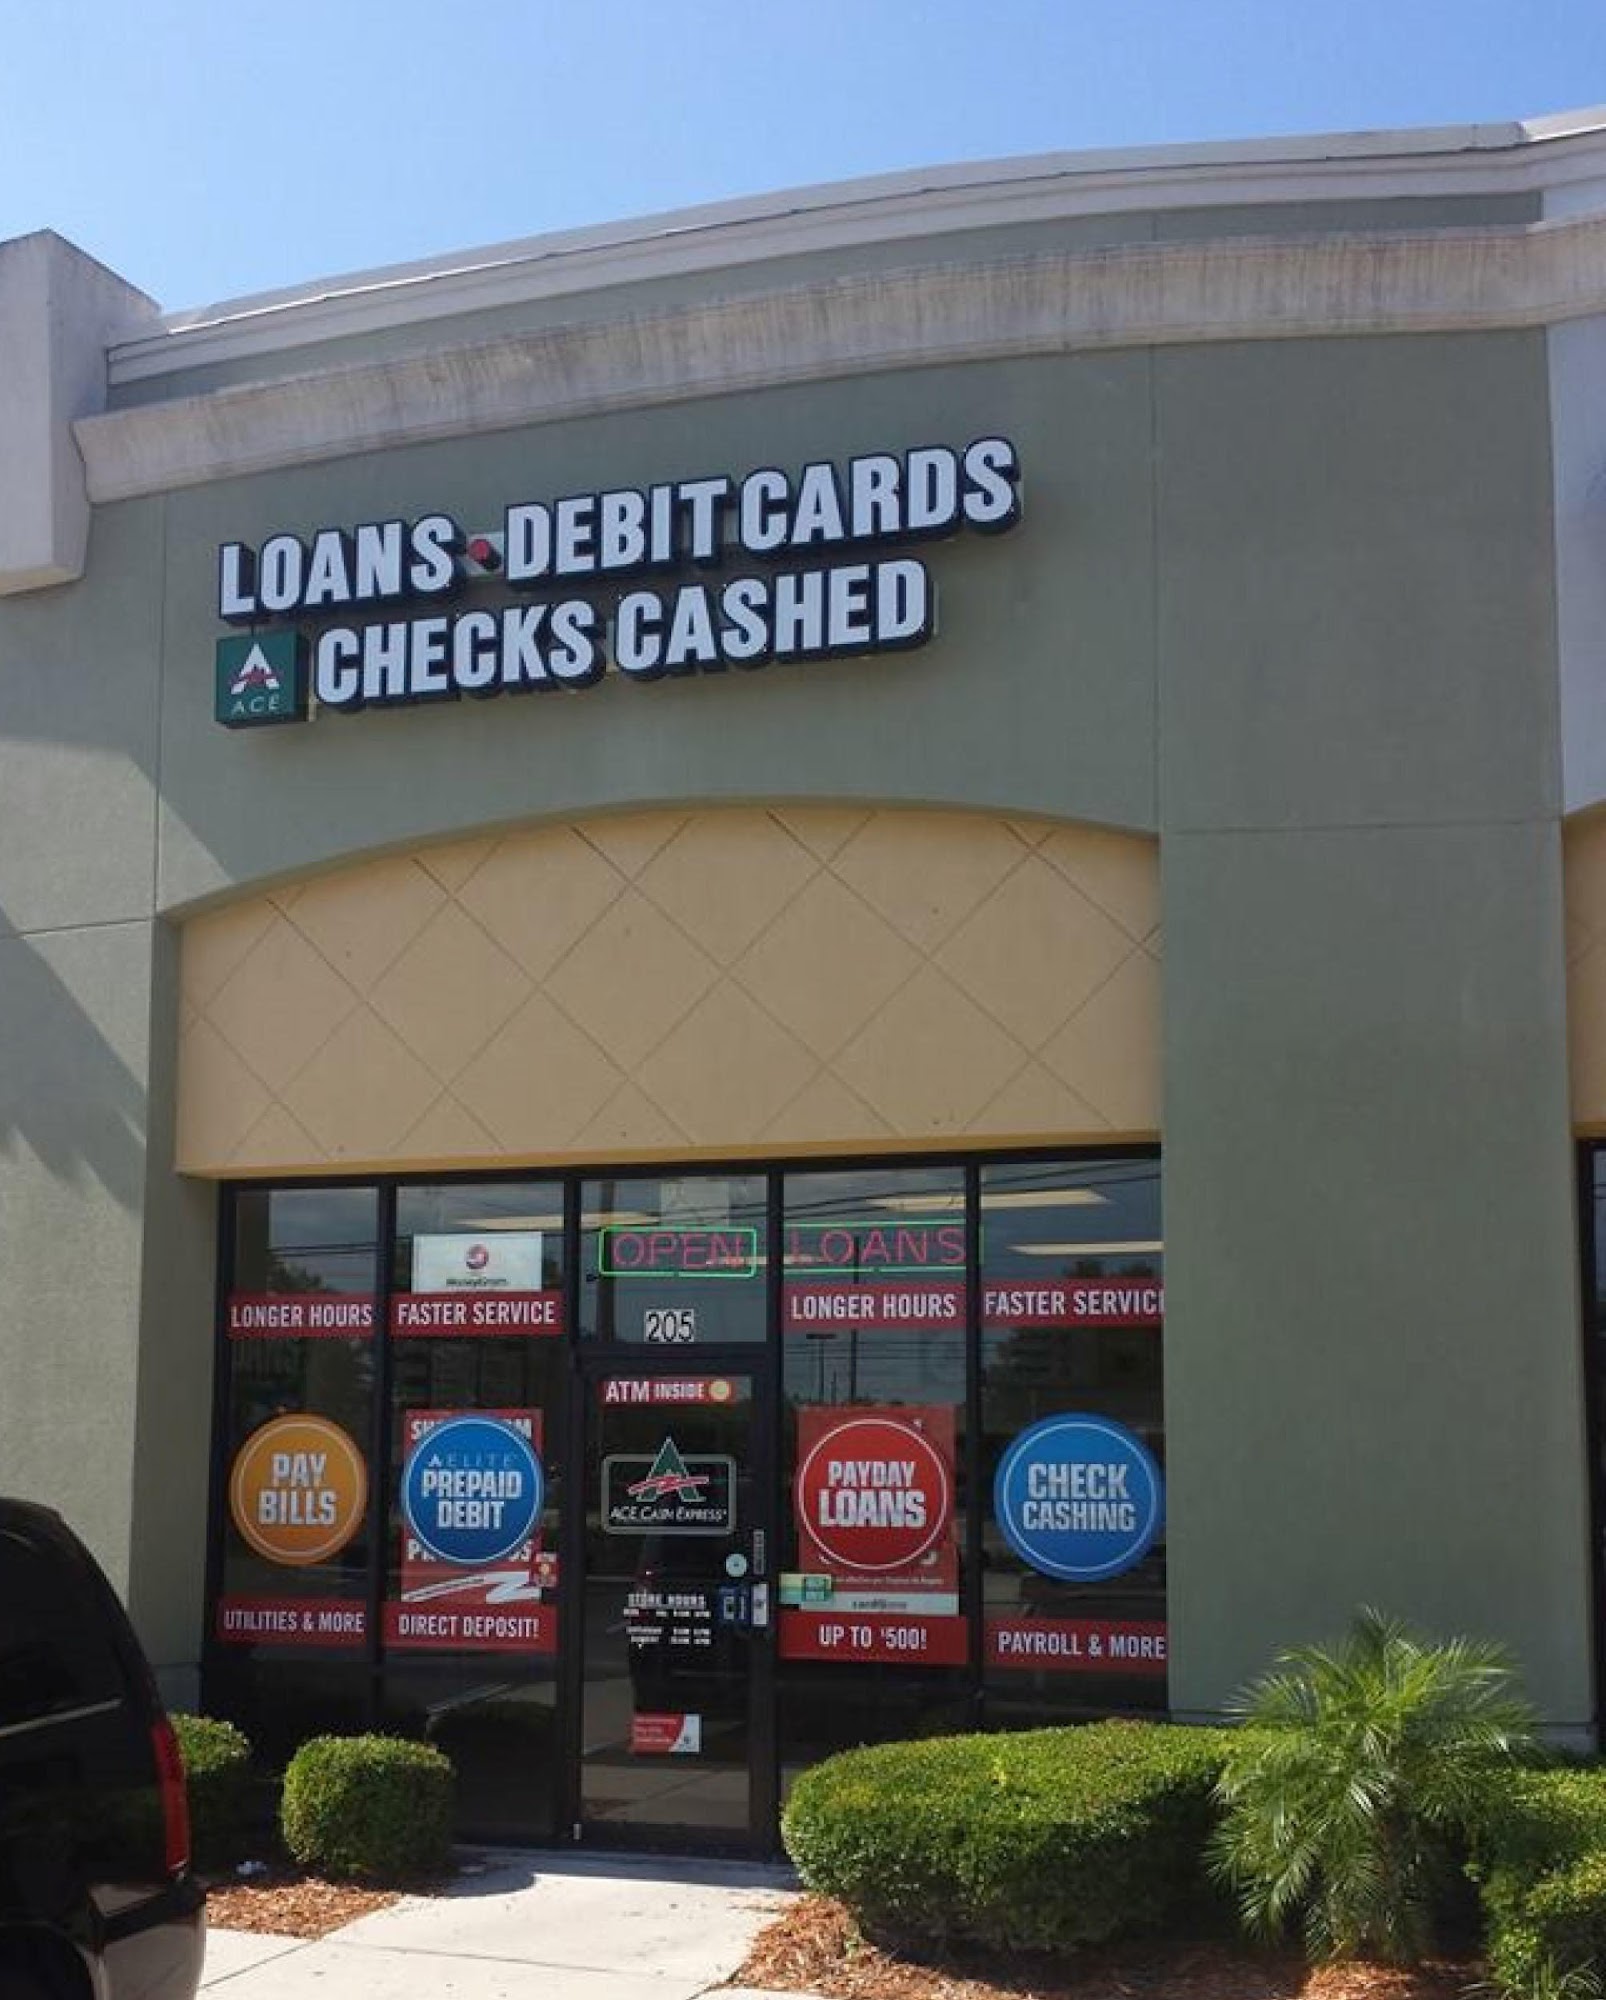 LOANS • DEBIT CARDS
ACE
CHECKS CASHED
OPEN
LOANS
MoneyGram
LONGER HOURS
FASTER SERVICE
205
LONGER HOURS
FASTER SERVIC
ATM INSIDE
PAY
BILLS
AELITE
PREPAID
DEBIT
ACE CASH EXPRESS
PAYDAY
LOANS
CHECK
CASHING
STORE HOURS
UTILITIES & MORE
DIRECT DEPOSIT!
UP TO $500!
PAYROLL & MORE